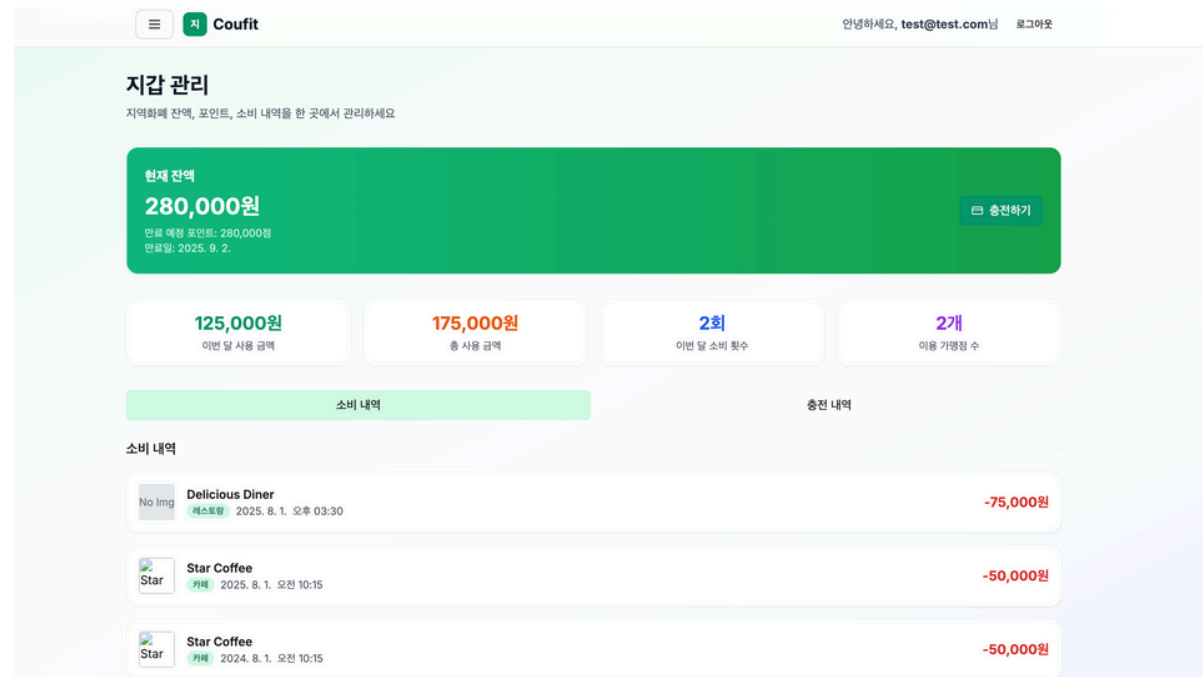 지 Coufit
안녕하세요, test@test.com님 로그아웃
지갑 관리
지역화폐 잔액, 포인트, 소비 내역을 한 곳에서 관리하세요
현재 잔액
280,000원
만료 예정 포인트: 280,000점
만료일: 2025. 9. 2.
충전하기
125,000원
이번 달 사용 금액
175,000원
총 사용 금액
2회
이번 달 소비 횟수
2개
이용 가맹점 수
소비 내역
충전 내역
소비 내역
No Img
Delicious Diner
레스토랑 2025. 8. 1. 오후 03:30
-75,000원
Star
Star Coffee
카페 2025. 8. 1. 오전 10:15
-50,000원
Star
Star Coffee
카페 2024. 8. 1. 오전 10:15
-50,000원